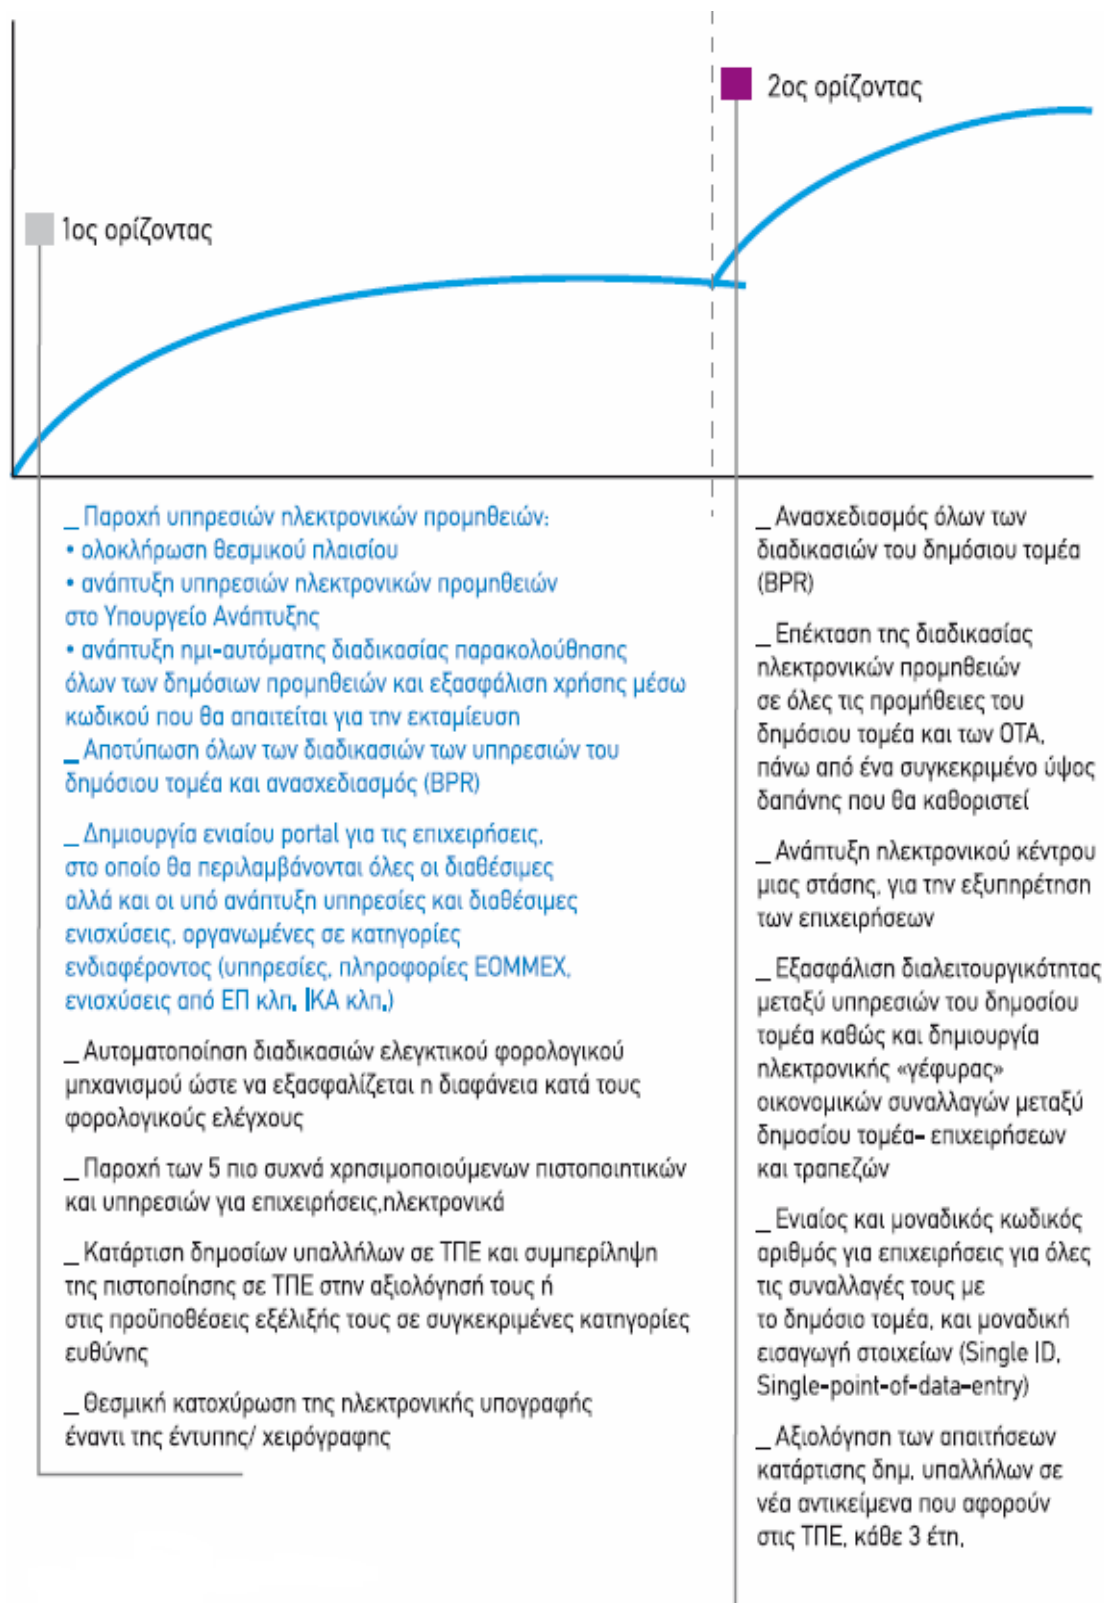 2ος ορίζοντας
1ος ορίζοντας
_ Παροχή υπηρεσιών ηλεκτρονικών προμηθειών:
• ολοκλήρωση θεσμικού πλαισίου
• ανάπτυξη υπηρεσιών ηλεκτρονικών προμηθειών
στο Υπουργείο Ανάπτυξης
• ανάπτυξη ημι-αυτόματης διαδικασίας παρακολούθησης
όλων των δημόσιων προμηθειών και εξασφάλιση χρήσης μέσω
κωδικού που θα απαιτείται για την εκταμίευση
_ Αποτύπωση όλων των διαδικασιών των υπηρεσιών του
δημόσιου τομέα και ανασχεδιασμός (BPR)
_ Δημιουργία ενιαίου portal για τις επιχειρήσεις,
στο οποίο θα περιλαμβάνονται όλες οι διαθέσιμες
αλλά και οι υπό ανάπτυξη υπηρεσίες και διαθέσιμες
ενισχύσεις, οργανωμένες σε κατηγορίες
ενδιαφέροντος (υπηρεσίες, πληροφορίες ΕΟΜΜΕΧ,
ενισχύσεις από ΕΠ κλπ. ΙΚΑ κλπ.)
_ Αυτοματοποίηση διαδικασιών ελεγκτικού φορολογικού
μηχανισμού ώστε να εξασφαλίζεται η διαφάνεια κατά τους
φορολογικούς ελέγχους
_ Παροχή των 5 πιο συχνά χρησιμοποιούμενων πιστοποιητικών
και υπηρεσιών για επιχειρήσεις,ηλεκτρονικά
_ Κατάρτιση δημοσίων υπαλλήλων σε ΤΠΕ και συμπερίληψη
της πιστοποίησης σε ΤΠΕ στην αξιολόγησή τους ή
στις προϋποθέσεις εξέλιξής τους σε συγκεκριμένες κατηγορίες
ευθύνης
_ Θεσμική κατοχύρωση της ηλεκτρονικής υπογραφής
έναντι της έντυπης/ χειρόγραφης
_ Ανασχεδιασμός όλων των
διαδικασιών του δημόσιου τομέα
(BPR)
_ Επέκταση της διαδικασίας
ηλεκτρονικών προμηθειών
σε όλες τις προμήθειες του
δημόσιου τομέα και των ΟΤΑ,
πάνω από ένα συγκεκριμένο ύψος
δαπάνης που θα καθοριστεί
_ Ανάπτυξη ηλεκτρονικού κέντρου
μιας στάσης, για την εξυπηρέτηση
των επιχειρήσεων
_ Εξασφάλιση διαλειτουργικότητας
μεταξύ υπηρεσιών του δημοσίου
τομέα καθώς και δημιουργία
ηλεκτρονικής «γέφυρας»
οικονομικών συναλλαγών μεταξύ
δημοσίου τομέα- επιχειρήσεων
και τραπεζών
_ Ενιαίος και μοναδικός κωδικός
αριθμός για επιχειρήσεις για όλες
τις συναλλαγές τους με
το δημόσιο τομέα, και μοναδική
εισαγωγή στοιχείων (Single ID,
Single-point-of-data-entry)
_ Αξιολόγηση των απαιτήσεων
κατάρτισης δημ. υπαλλήλων σε
νέα αντικείμενα που αφορούν
στις ΤΠΕ, κάθε 3 έτη.